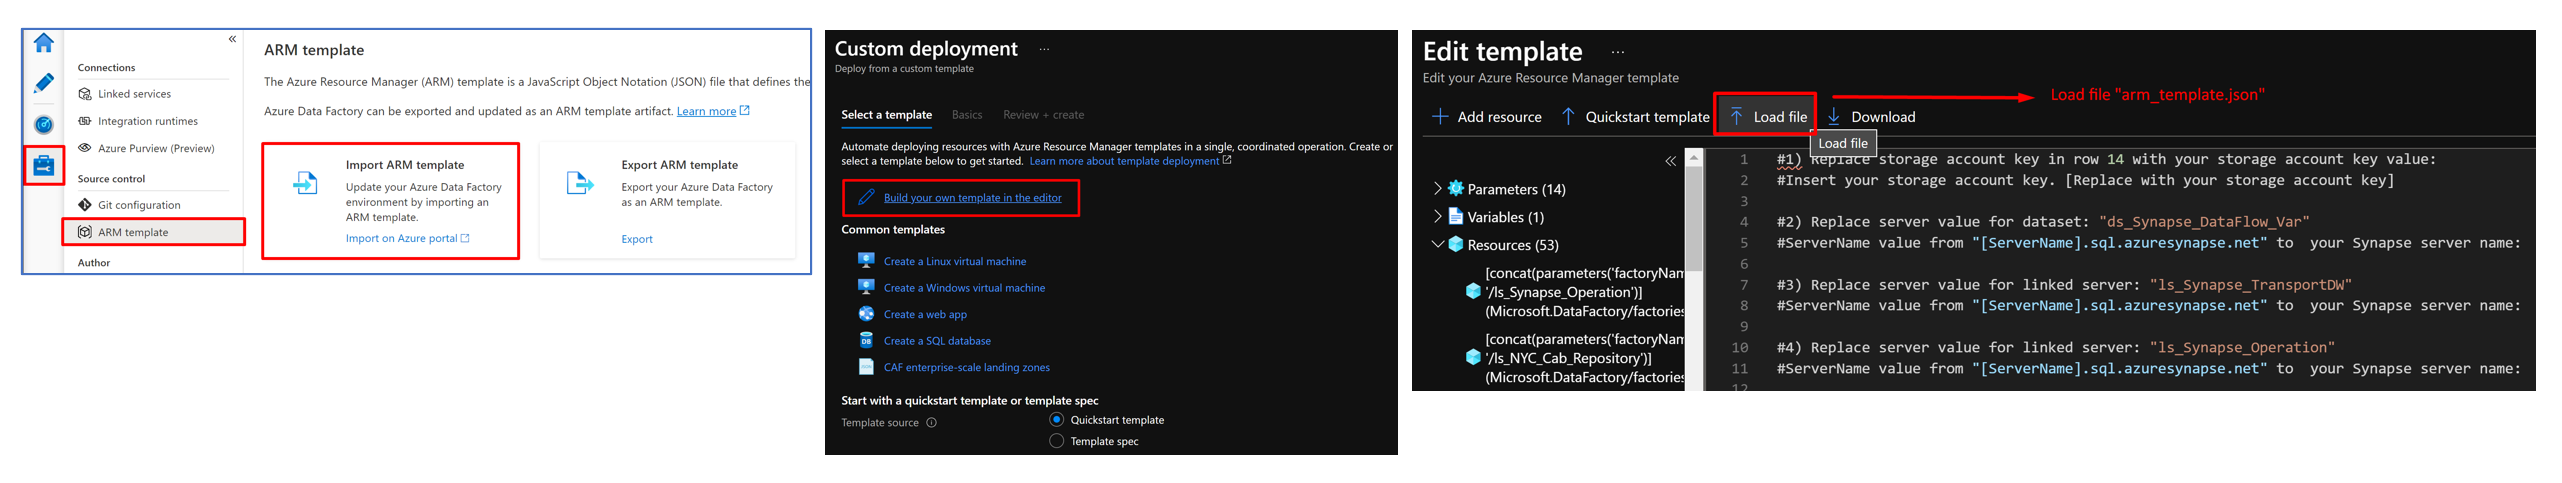 «
Connections
Linked services
Integration runtimes
Azure Purview (Preview)
Source control
Git configuration
ARM template
Author
ARM template
The Azure Resource Manager (ARM) template is a JavaScript Object Notation (JSON) file that defines the
Azure Data Factory can be exported and updated as an ARM template artifact. Learn more
Import ARM template
Update your Azure Data Factory
environment by importing an
ARM template.
Import on Azure portal
Export ARM template
Export your Azure Data Factory
as an ARM template.
Export
Custom deployment ...
Deploy from a custom template
Select a template Basics Review + create
Automate deploying resources with Azure Resource Manager templates in a single, coordinated operation. Create or
select a template below to get started. Learn more about template deployment
Build your own template in the editor
Common templates
Create a Linux virtual machine
Create a Windows virtual machine
Create a web app
DB Create a SQL database
CAF enterprise-scale landing zones
Start with a quickstart template or template spec
Template source Quickstart template
Template spec
Edit template ...
Edit your Azure Resource Manager template
Add resource Quickstart template Load file Download
Load file "arm_template.json"
Load file
«
Parameters (14)
Variables (1)
Resources (53)
[concat(parameters('factoryNam
'/ls_Synapse_Operation')]
(Microsoft.DataFactory/factories
[concat(parameters('factoryNam
'/ls_NYC_Cab_Repository')]
(Microsoft.DataFactory/factories
1 #1) Replace storage account key in row 14 with your storage account key value:
2 #Insert your storage account key. [Replace with your storage account key]
3
4 #2) Replace server value for dataset: "ds_Synapse_DataFlow_Var"
5 #ServerName value from "[ServerName].sql.azuresynapse.net" to  your Synapse server name:
6
7 #3) Replace server value for linked server: "ls_Synapse_TransportDW"
8 #ServerName value from "[ServerName].sql.azuresynapse.net" to  your Synapse server name:
9
10 #4) Replace server value for linked server: "ls_Synapse_Operation"
11 #ServerName value from "[ServerName].sql.azuresynapse.net" to  your Synapse server name:
12